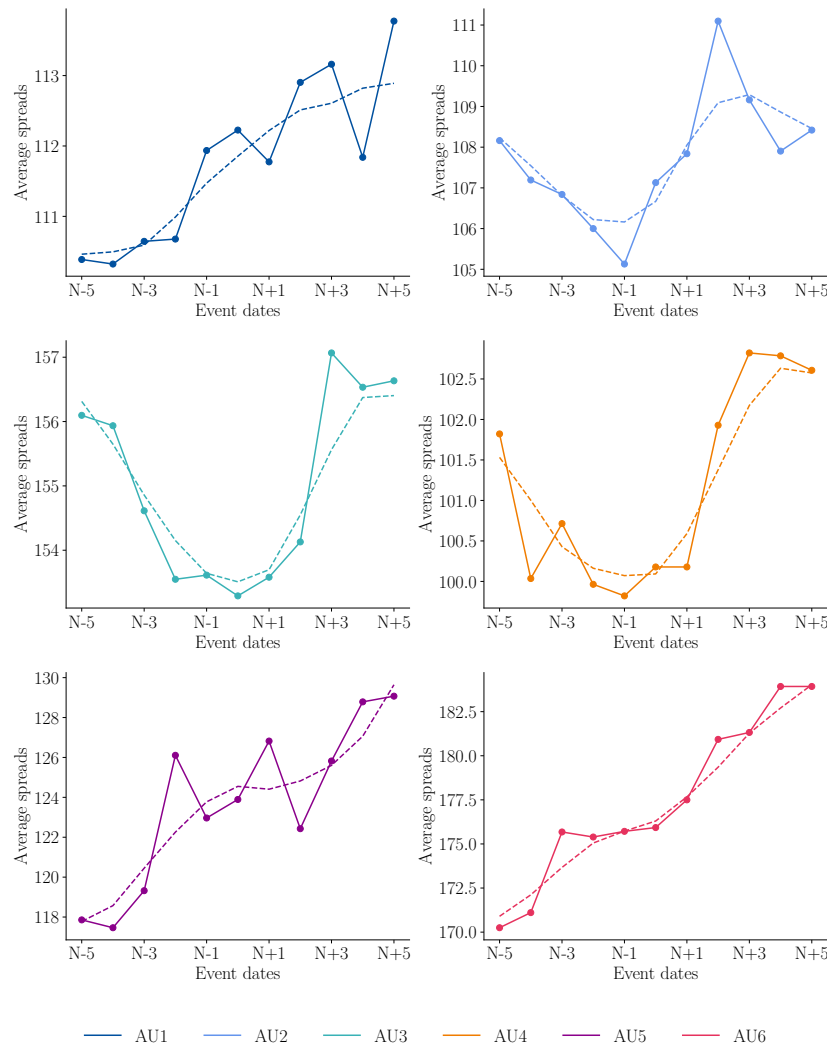 Average spreads
113
112
111
N-5 N-3 N-1 N+1 N+3 N+5
Event dates
Average spreads
111
110
109
108
107
106
105
N-5 N-3 N-1 N+1 N+3 N+5
Event dates
Average spreads
157
156
155
154
N-5 N-3 N-1 N+1 N+3 N+5
Event dates
Average spreads
102.5
102.0
101.5
101.0
100.5
100.0
N-5 N-3 N-1 N+1 N+3 N+5
Event dates
Average spreads
130
128
126
124
122
120
118
N-5 N-3 N-1 N+1 N+3 N+5
Event dates
Average spreads
182.5
180.0
177.5
175.0
172.5
170.0
N-5 N-3 N-1 N+1 N+3 N+5
Event dates
AU1 AU2 AU3 AU4 AU5 AU6